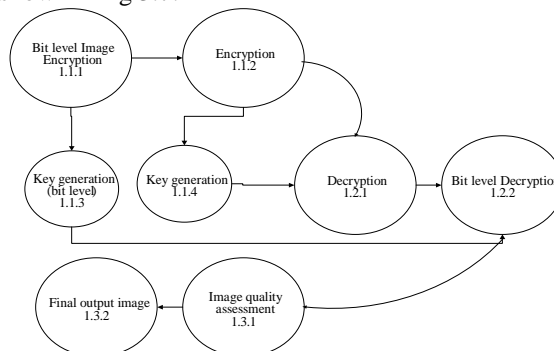 Bit level Image
Encryption
1.1.1
Encryption
1.1.2
Key generation
(bit level)
1.1.3
Key generation
1.1.4
Decryption
1.2.1
Bit level Decryption
1.2.2
Final output image
1.3.2
Image quality
assessment
1.3.1